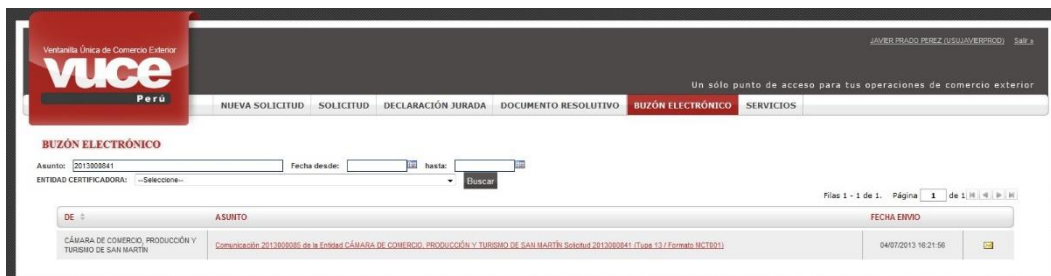 JAVIER PRADO PEREZ (USUJAVIERPROD) Salir »
Ventanilla Única de Comercio Exterior
vuce
Perú
Un sólo punto de acceso para tus operaciones de comercio exterior
NUEVA SOLICITUD SOLICITUD DECLARACIÓN JURADA DOCUMENTO RESOLUTIVO BUZÓN ELECTRÓNICO SERVICIOS
BUZÓN ELECTRÓNICO
Asunto: 2013000841 Fecha desde: hasta:
ENTIDAD CERTIFICADORA: --Seleccione-- Buscar
Filas 1 - 1 de 1. Página 1 de 1
DE ASUNTO FECHA ENVIO
CÁMARA DE COMERCIO, PRODUCCIÓN Y TURISMO DE SAN MARTÍN
Comunicación 2013000085 de la Entidad CÁMARA DE COMERCIO, PRODUCCIÓN Y TURISMO DE SAN MARTÍN Solicitud 2013000841 (Tupa 13 / Formato MCT001)
04/07/2013 16:21:56